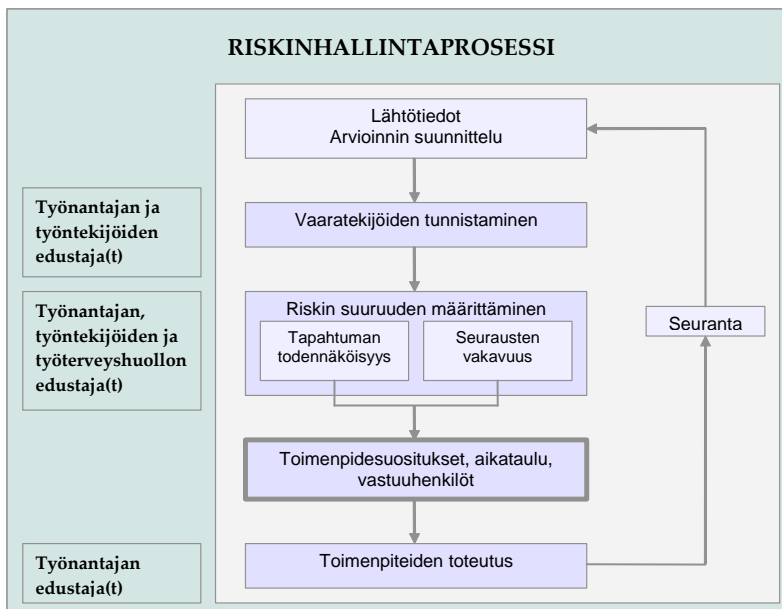 RISKINHALLINTAPROSESSI
Lähtötiedot
Arvioinnin suunnittelu
Työnantajan ja
työntekijöiden
edustaja(t)
Vaaratekijöiden tunnistaminen
Työnantajan,
työntekijöiden ja
työterveyshuollon
edustaja(t)
Riskin suuruuden määrittäminen
Tapahtuman
todennäköisyys
Seurausten
vakavuus
Seuranta
Toimenpidesuositukset, aikataulu,
vastuuhenkilöt
Työnantajan
edustaja(t)
Toimenpiteiden toteutus